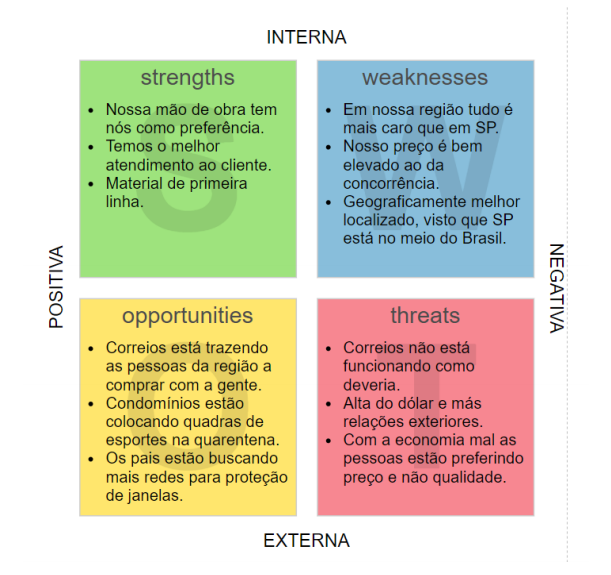 INTERNA
strengths
• Nossa mão de obra tem
nós como preferência.
• Temos o melhor
atendimento ao cliente.
• Material de primeira
linha.
S
weaknesses
• Em nossa região tudo é
mais caro que em SP.
• Nosso preço é bem
elevado ao da
concorrência.
• Geograficamente melhor
localizado, visto que SP
está no meio do Brasil.
W
POSITIVA
NEGATIVA
opportunities
• Correios está trazendo
as pessoas da região a
comprar com a gente.
• Condomínios estão
colocando quadras de
esportes na quarentena.
• Os pais estão buscando
mais redes para proteção
de janelas.
O
threats
• Correios não está
funcionando como
deveria.
• Alta do dólar e más
relações exteriores.
• Com a economia mal as
pessoas estão preferindo
preço e não qualidade.
T
EXTERNA